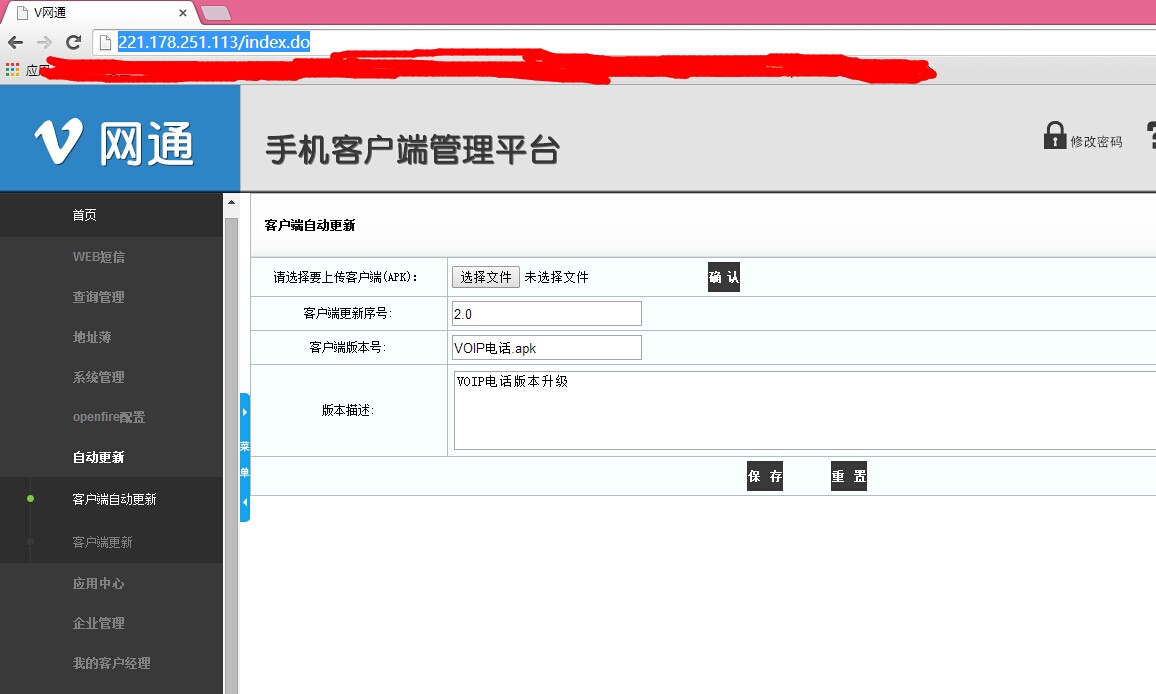 V网通
221.178.251.113/index.do
应用
V 网通
手机客户端管理平台
修改密码
?
首页
WEB短信
查询管理
地址薄
系统管理
openfire配置
自动更新
客户端自动更新
客户端更新
应用中心
企业管理
我的客户经理
菜单
客户端自动更新
请选择要上传客户端(APK):
选择文件 未选择文件
确 认
客户端更新序号:
2.0
客户端版本号:
VOIP电话.apk
版本描述:
VOIP电话版本升级
保 存 重 置